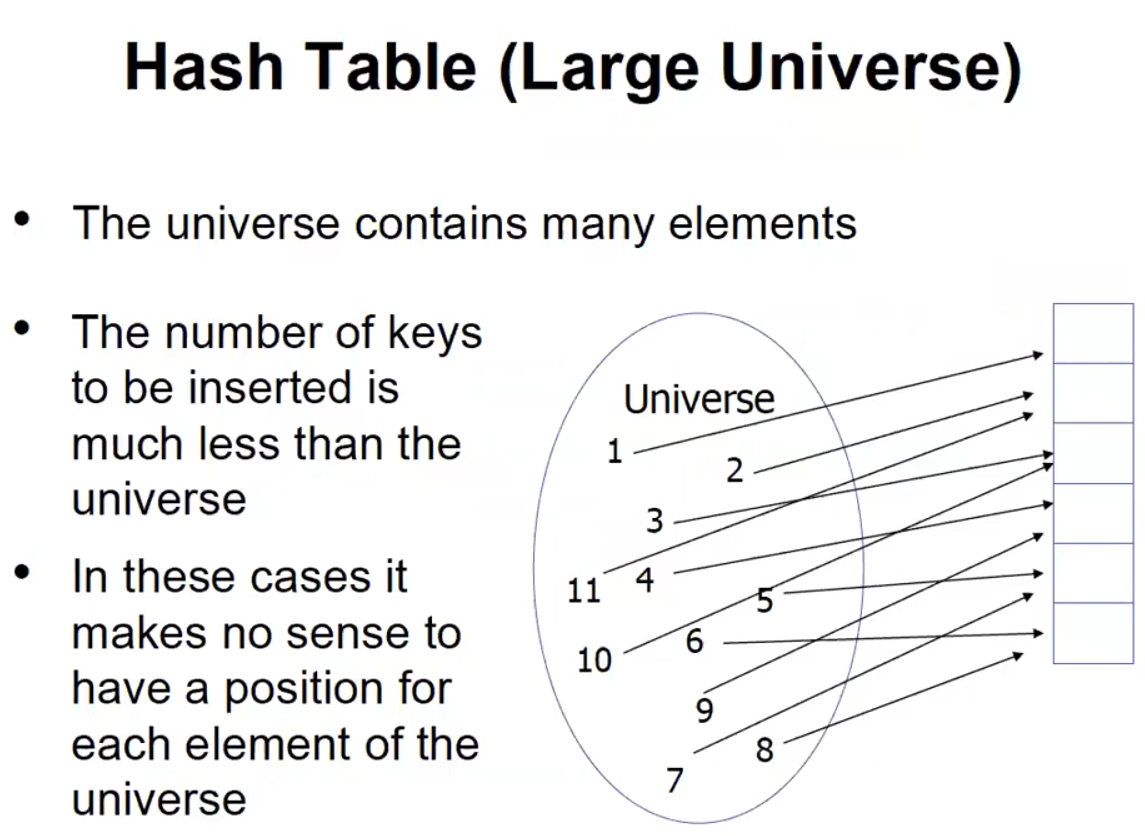 Hash Table (Large Universe)
• The universe contains many elements
• The number of keys
to be inserted is
much less than the
universe
• In these cases it
makes no sense to
have a position for
each element of the
universe
Universe
1
2
3
11
4
5
6
10
9
8
7